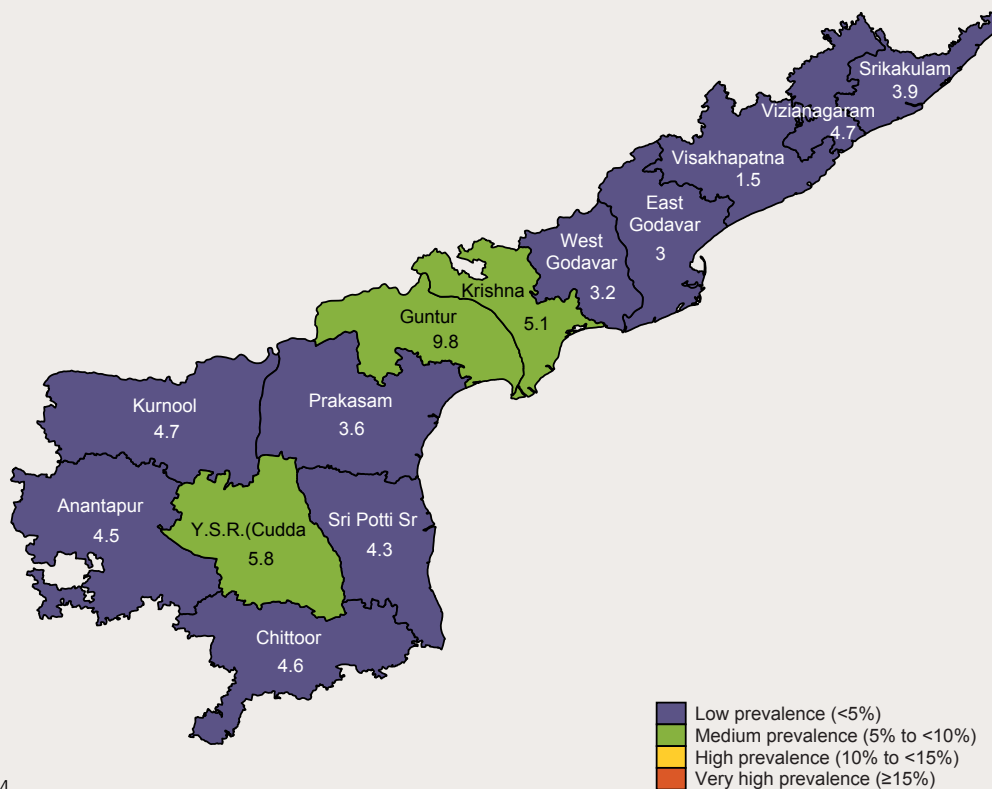 Srikakulam
3.9
Vizianagaram
4.7
Visakhapatna
1.5
East
Godavar
3
West
Godavar
3.2
Krishna
5.1
Guntur
9.8
Prakasam
3.6
Kurnool
4.7
Anantapur
4.5
Y.S.R.(Cudda
5.8
Sri Potti Sr
4.3
Chittoor
4.6
Low prevalence (<5%)
Medium prevalence (5% to <10%)
High prevalence (10% to <15%)
Very high prevalence (≥15%)